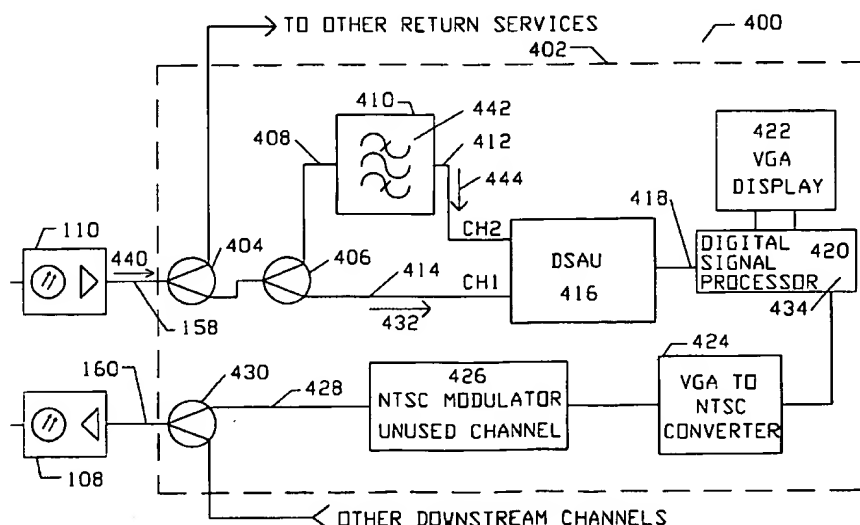 TO OTHER RETURN SERVICES
400
402
410
442
408
412
444
422
VGA
DISPLAY
110
440
404
406
CH2
418
DIGITAL
SIGNAL
PROCESSOR
420
434
DSAU
416
414
CH1
432
158
160
430
428
426
NTSC MODULATOR
UNUSED CHANNEL
424
VGA TO
NTSC
CONVERTER
108
OTHER DOWNSTREAM CHANNELS